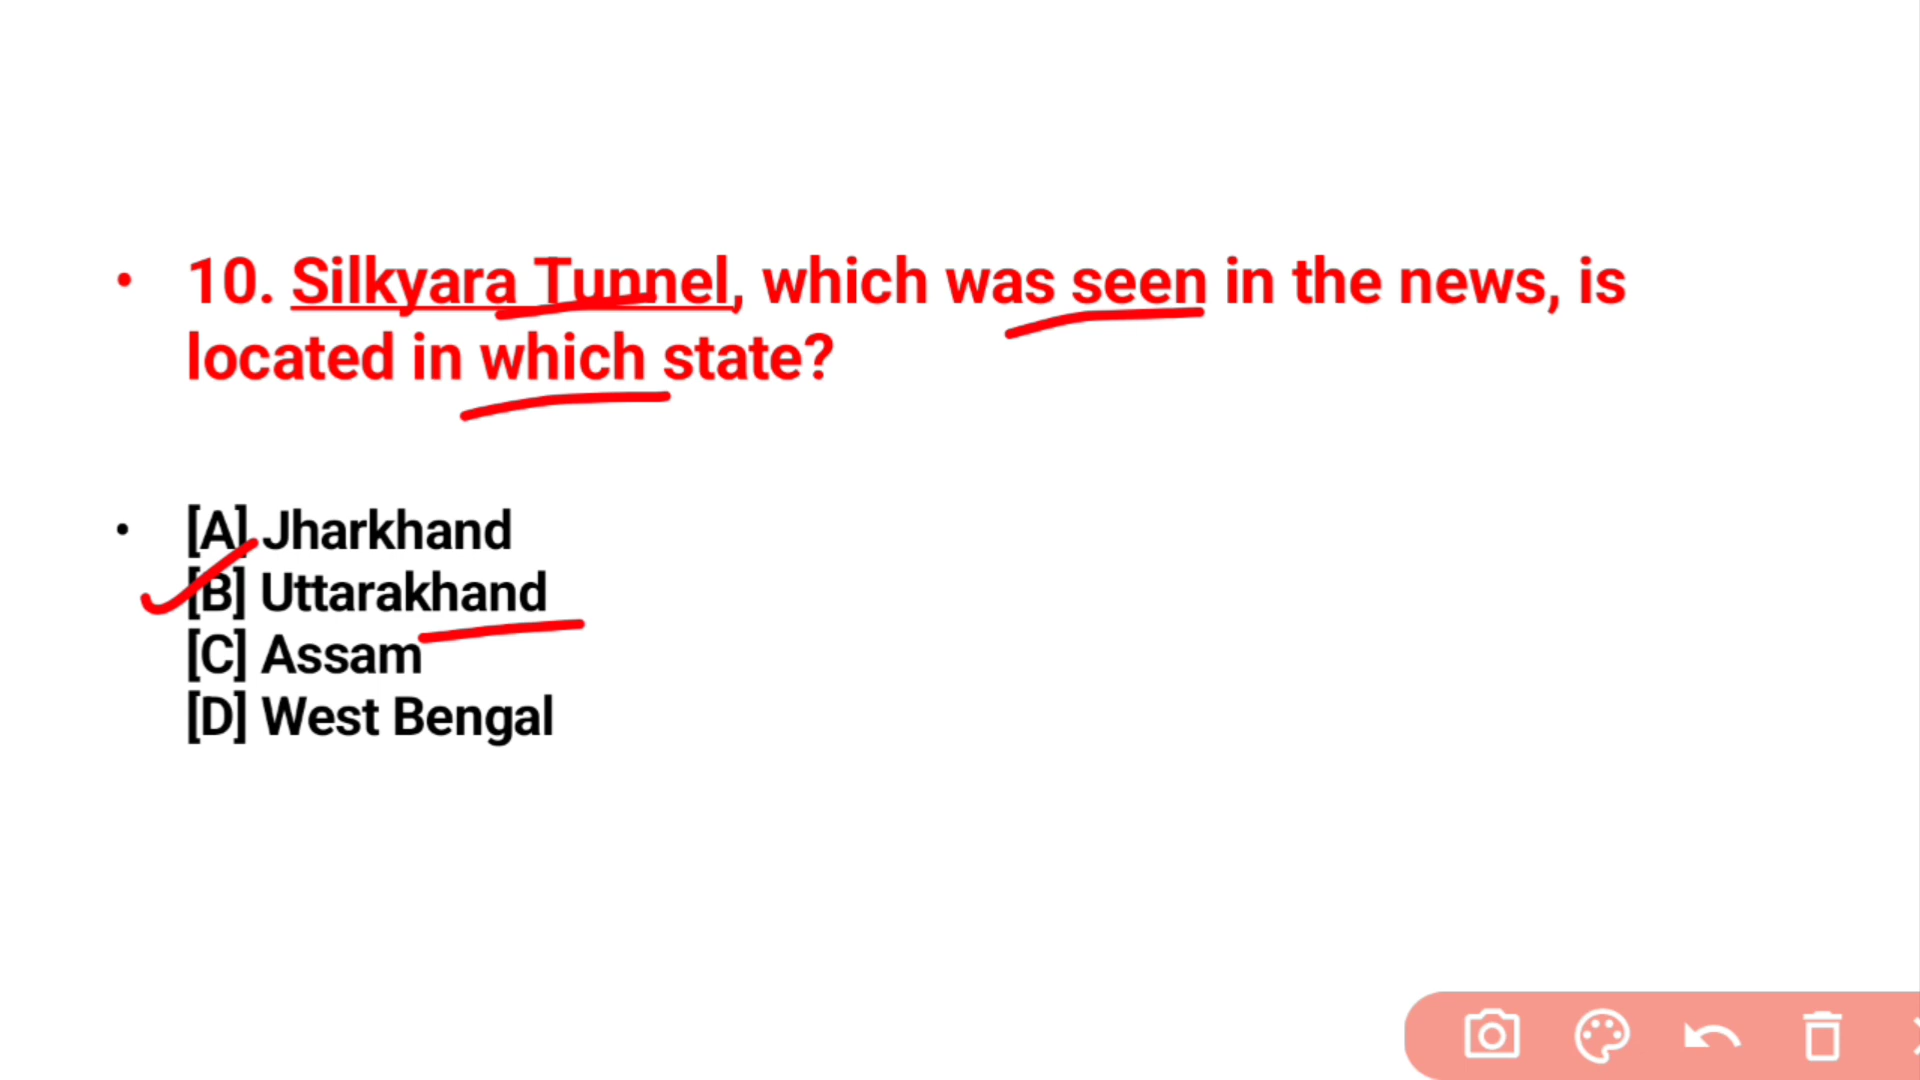 • 10. Silkyara Tunnel, which was seen in the news, is
located in which state?
• [A] Jharkhand
[B] Uttarakhand
[C] Assam
[D] West Bengal